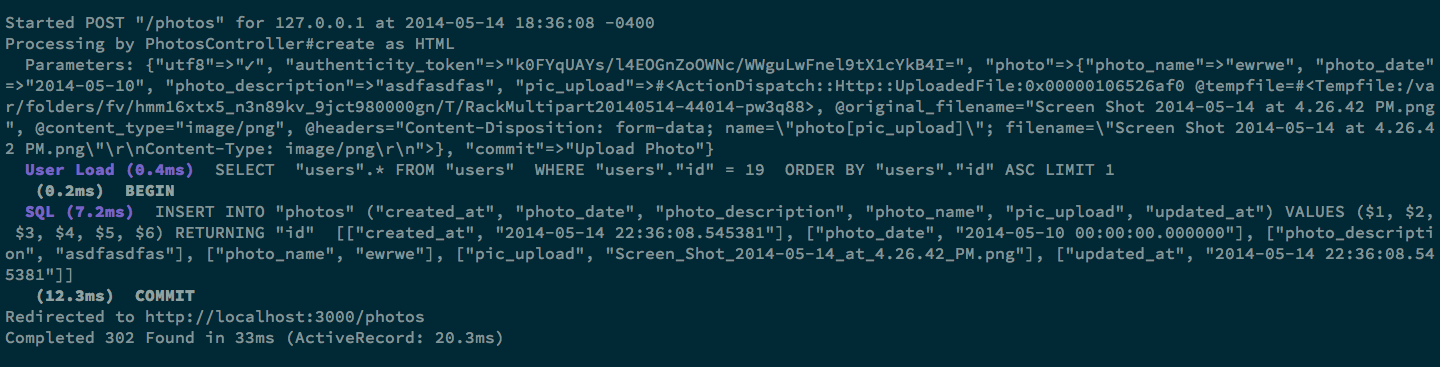 Started POST "/photos" for 127.0.0.1 at 2014-05-14 18:36:08 -0400
Processing by PhotosController#create as HTML
  Parameters: {"utf8"=>"✓", "authenticity_token"=>"k0FYqUAYs/l4EOGnZoOWNc/WWguLwFnel9tX1cYkB4I=", "photo"=>{"photo_name"=>"ewrwe", "photo_date"
=>"2014-05-10", "photo_description"=>"asdfasdfas", "pic_upload"=>#<ActionDispatch::Http::UploadedFile:0x00000106526af0 @tempfile=#<Tempfile:/va
r/folders/fv/hmm16xtx5_n3n89kv_9jct980000gn/T/RackMultipart20140514-44014-pw3q88>, @original_filename="Screen Shot 2014-05-14 at 4.26.42 PM.png
", @content_type="image/png", @headers="Content-Disposition: form-data; name=\"photo[pic_upload]\"; filename=\"Screen Shot 2014-05-14 at 4.26.4
2 PM.png\"\r\nContent-Type: image/png\r\n">}, "commit"=>"Upload Photo"}
  User Load (0.4ms)  SELECT  "users".* FROM "users"  WHERE "users"."id" = 19  ORDER BY "users"."id" ASC LIMIT 1
   (0.2ms)  BEGIN
  SQL (7.2ms)  INSERT INTO "photos" ("created_at", "photo_date", "photo_description", "photo_name", "pic_upload", "updated_at") VALUES ($1, $2,
 $3, $4, $5, $6) RETURNING "id"  [["created_at", "2014-05-14 22:36:08.545381"], ["photo_date", "2014-05-10 00:00:00.000000"], ["photo_descripti
on", "asdfasdfas"], ["photo_name", "ewrwe"], ["pic_upload", "Screen_Shot_2014-05-14_at_4.26.42_PM.png"], ["updated_at", "2014-05-14 22:36:08.54
5381"]]
   (12.3ms)  COMMIT
Redirected to http://localhost:3000/photos
Completed 302 Found in 33ms (ActiveRecord: 20.3ms)